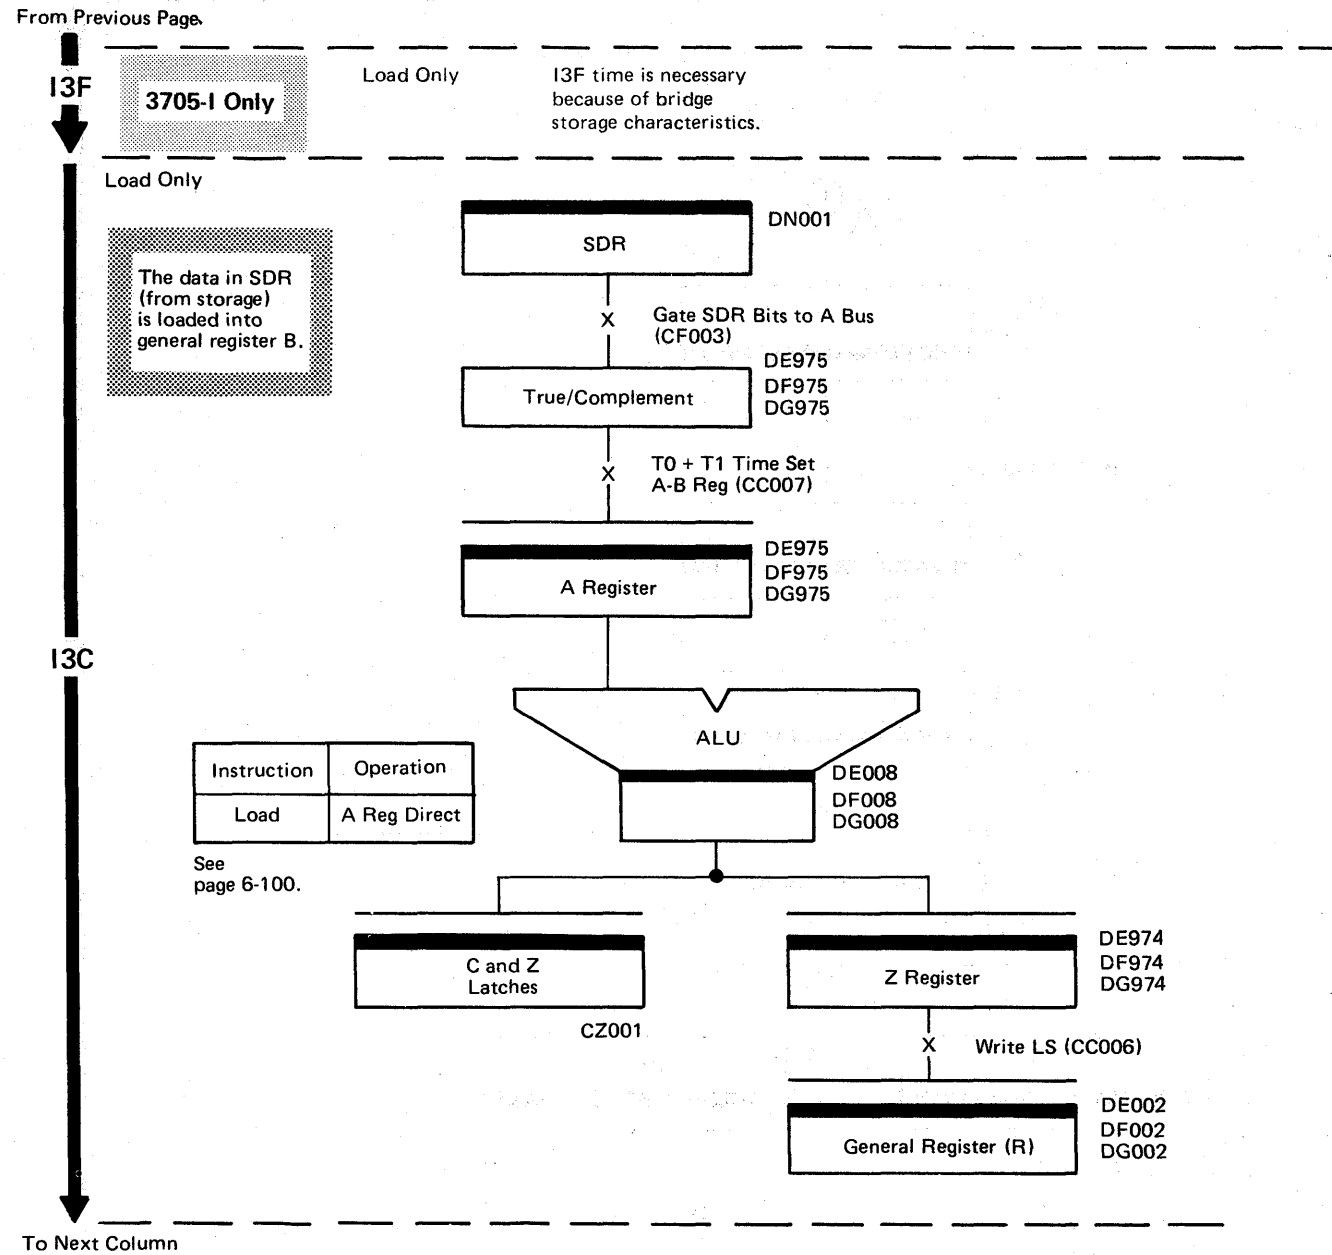 From Previous Page.
I3F
3705-I Only
Load Only
I3F time is necessary
because of bridge
storage characteristics.
Load Only
The data in SDR
(from storage)
is loaded into
general register B.
SDR
DN001
X
Gate SDR Bits to A Bus
(CF003)
True/Complement
DE975
DF975
DG975
X
T0 + T1 Time Set
A-B Reg (CC007)
A Register
DE975
DF975
DG975
I3C
ALU
DE008
DF008
DG008
Instruction Operation
Load A Reg Direct
See
page 6-100.
C and Z
Latches
CZ001
Z Register
DE974
DF974
DG974
X
Write LS (CC006)
General Register (R)
DE002
DF002
DG002
To Next Column